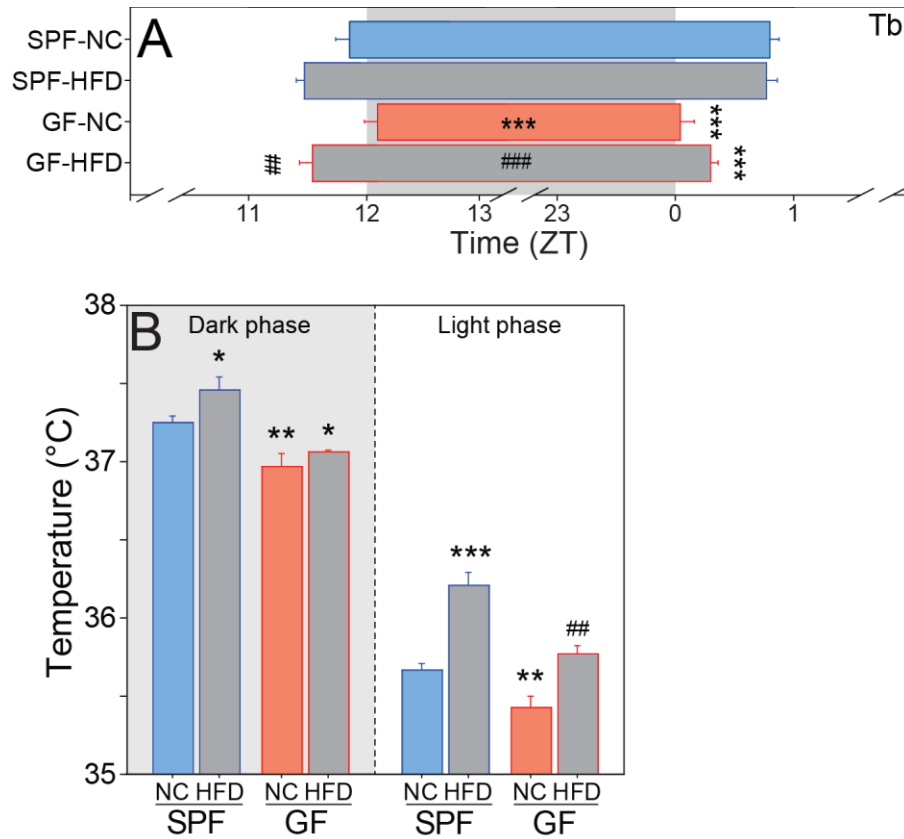 A
Tb
SPF-NC
SPF-HFD
GF-NC
*** ***
GF-HFD
## ### ***
11 12 13 23 0 1
Time (ZT)
B
38
37
36
35
Temperature (°C)
Dark phase
Light phase
* ** * *** ** ##
NC HFD NC HFD NC HFD NC HFD
SPF GF SPF GF